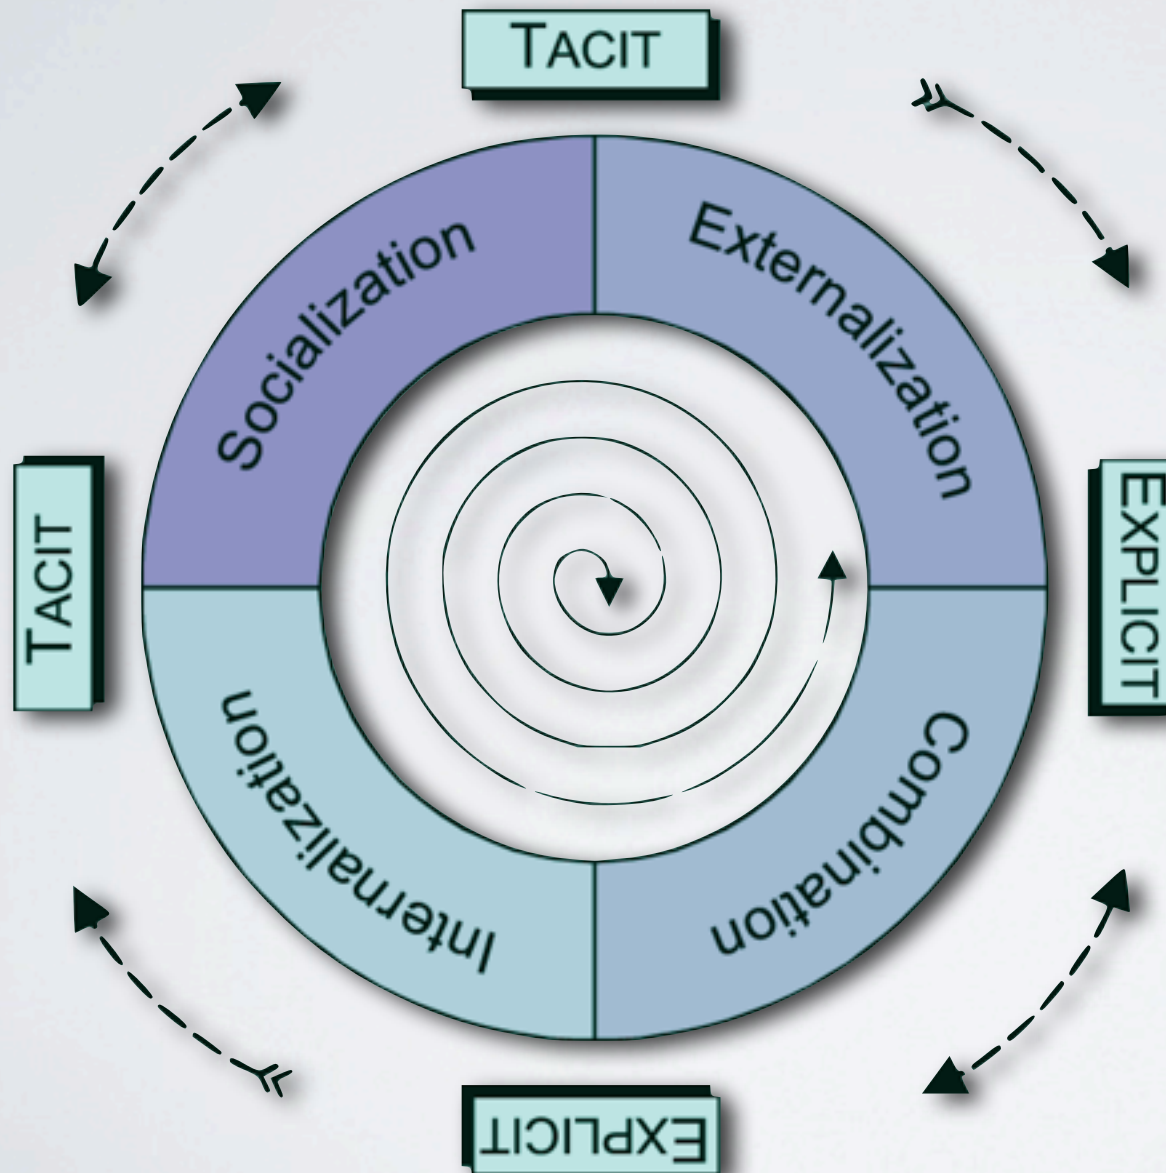 TACIT
Socialization
Externalization
TACIT
EXPLICIT
Internalization
Combination
EXPLICIT